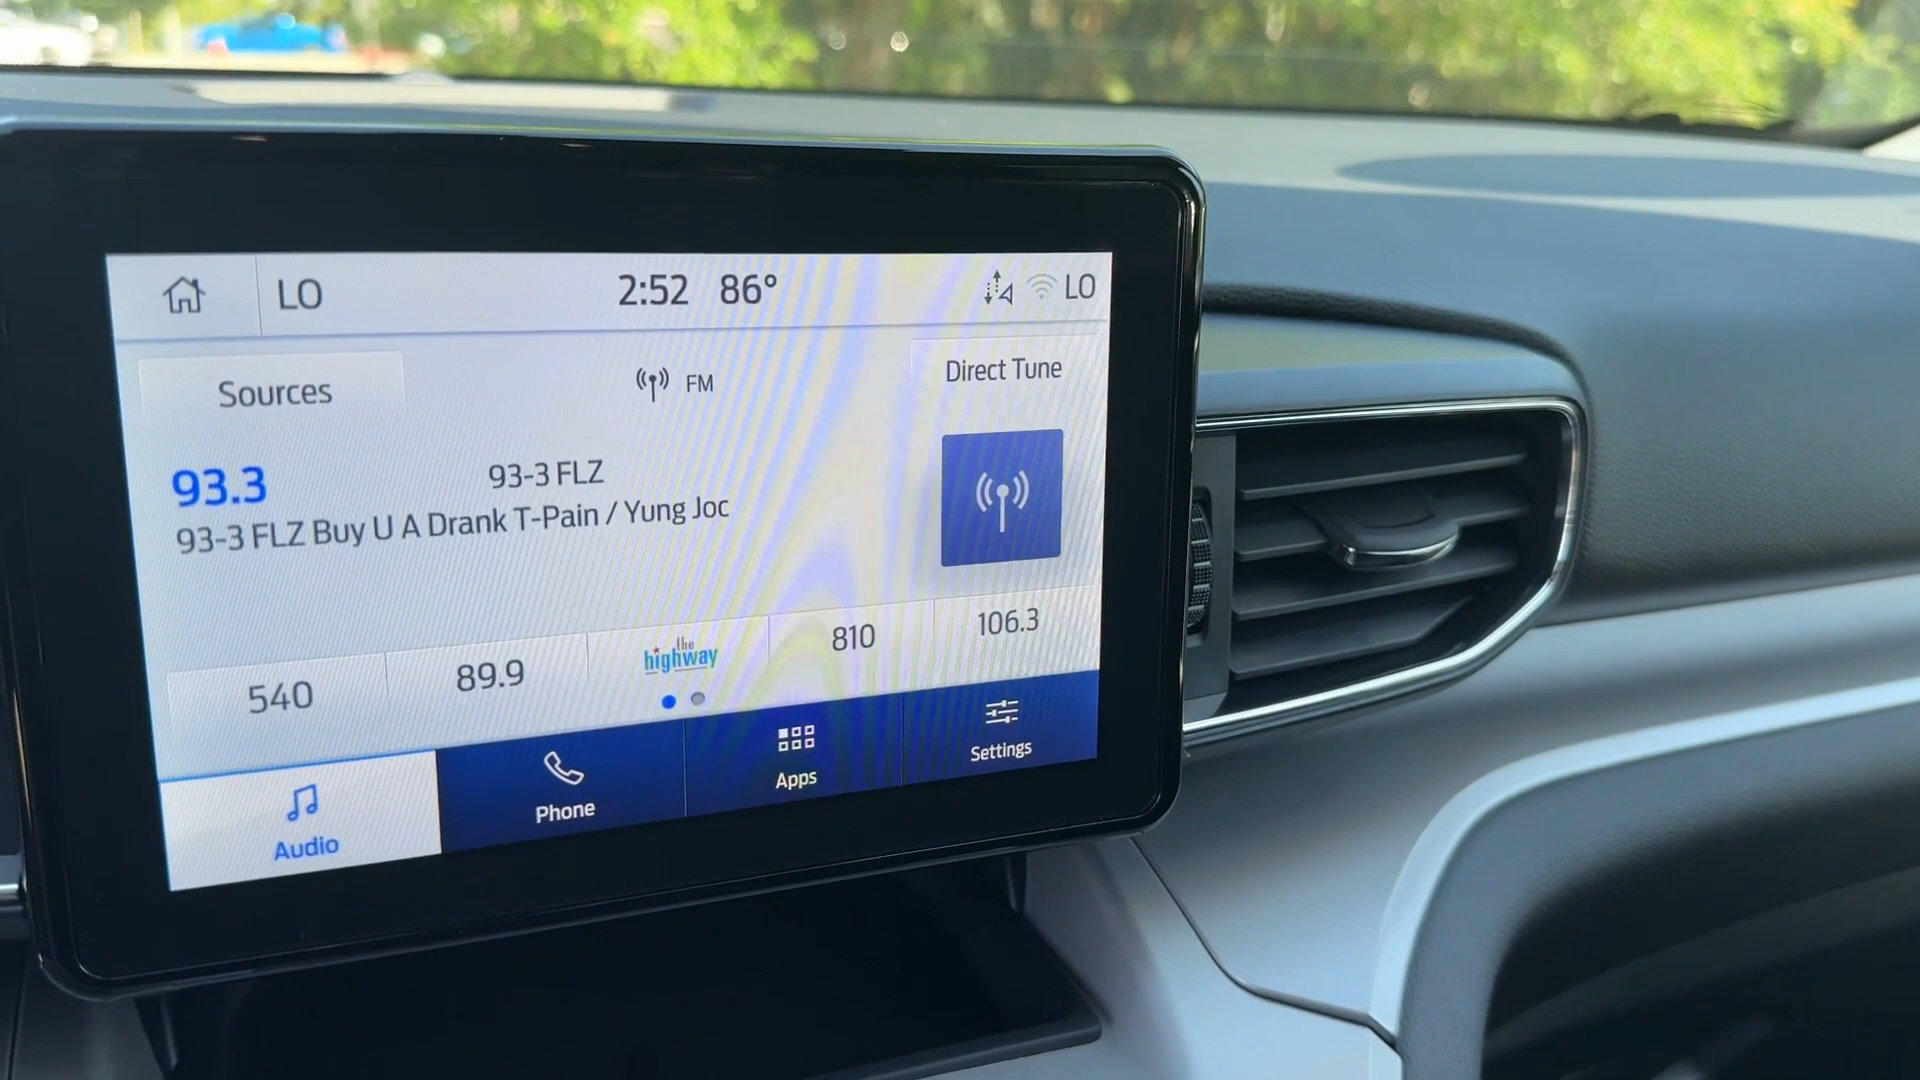 LO 2:52 86° LO
Sources FM Direct Tune
93.3 93-3 FLZ
93-3 FLZ Buy U A Drank T-Pain / Yung Joc
540 89.9 the highway 810 106.3
Audio Phone Apps Settings